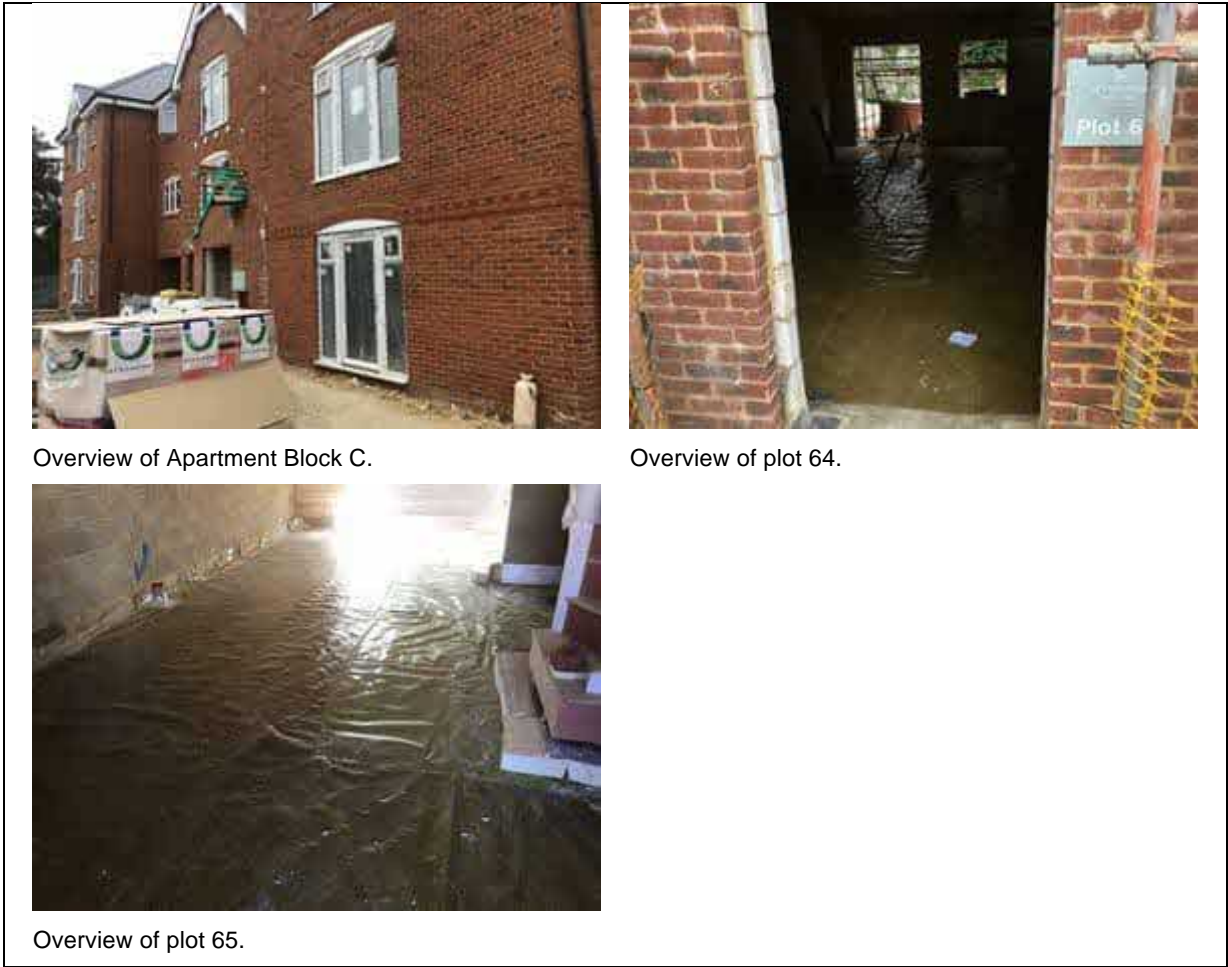 Plot 6
Overview of Apartment Block C.
Overview of plot 64.
Overview of plot 65.